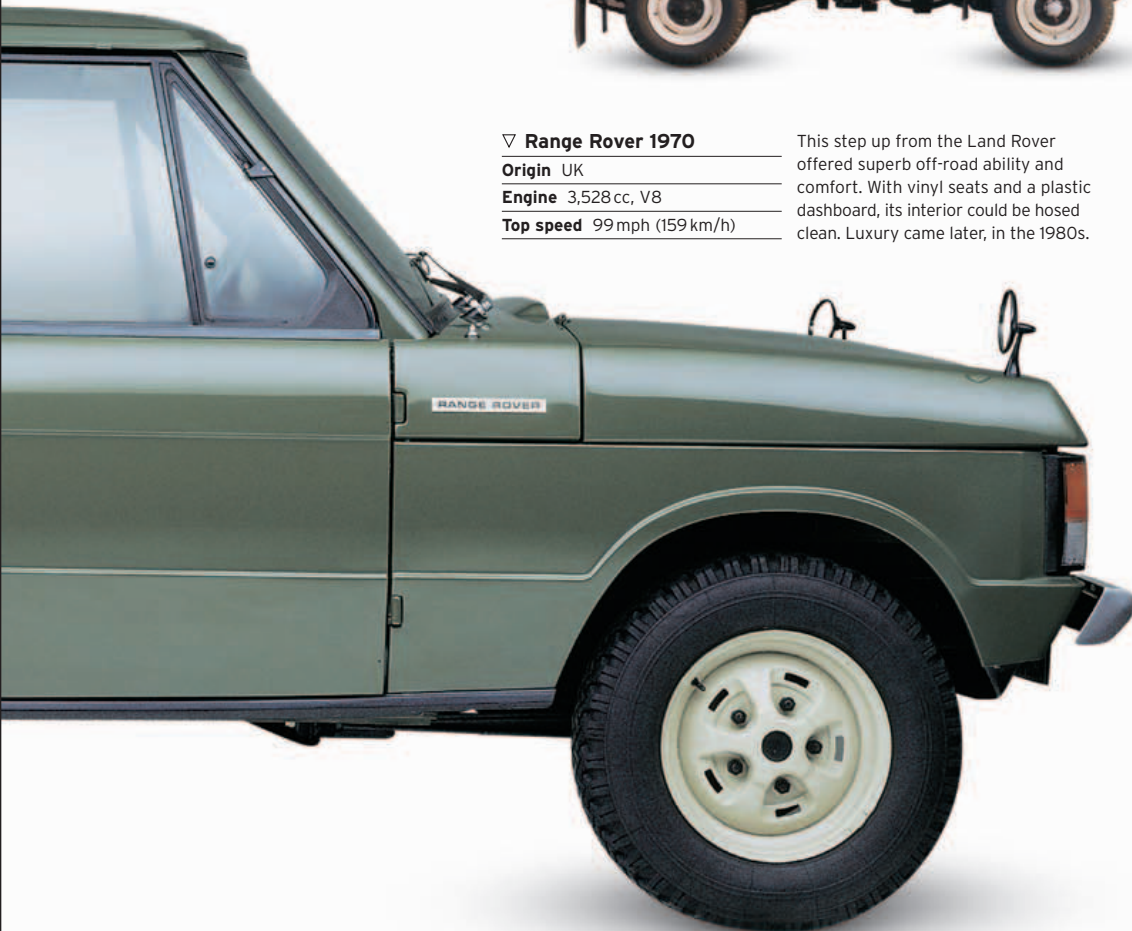 ▽ Range Rover 1970
Origin UK
Engine 3,528 cc, V8
Top speed 99 mph (159 km/h)
This step up from the Land Rover
offered superb off-road ability and
comfort. With vinyl seats and a plastic
dashboard, its interior could be hosed
clean. Luxury came later, in the 1980s.
RANGE ROVER